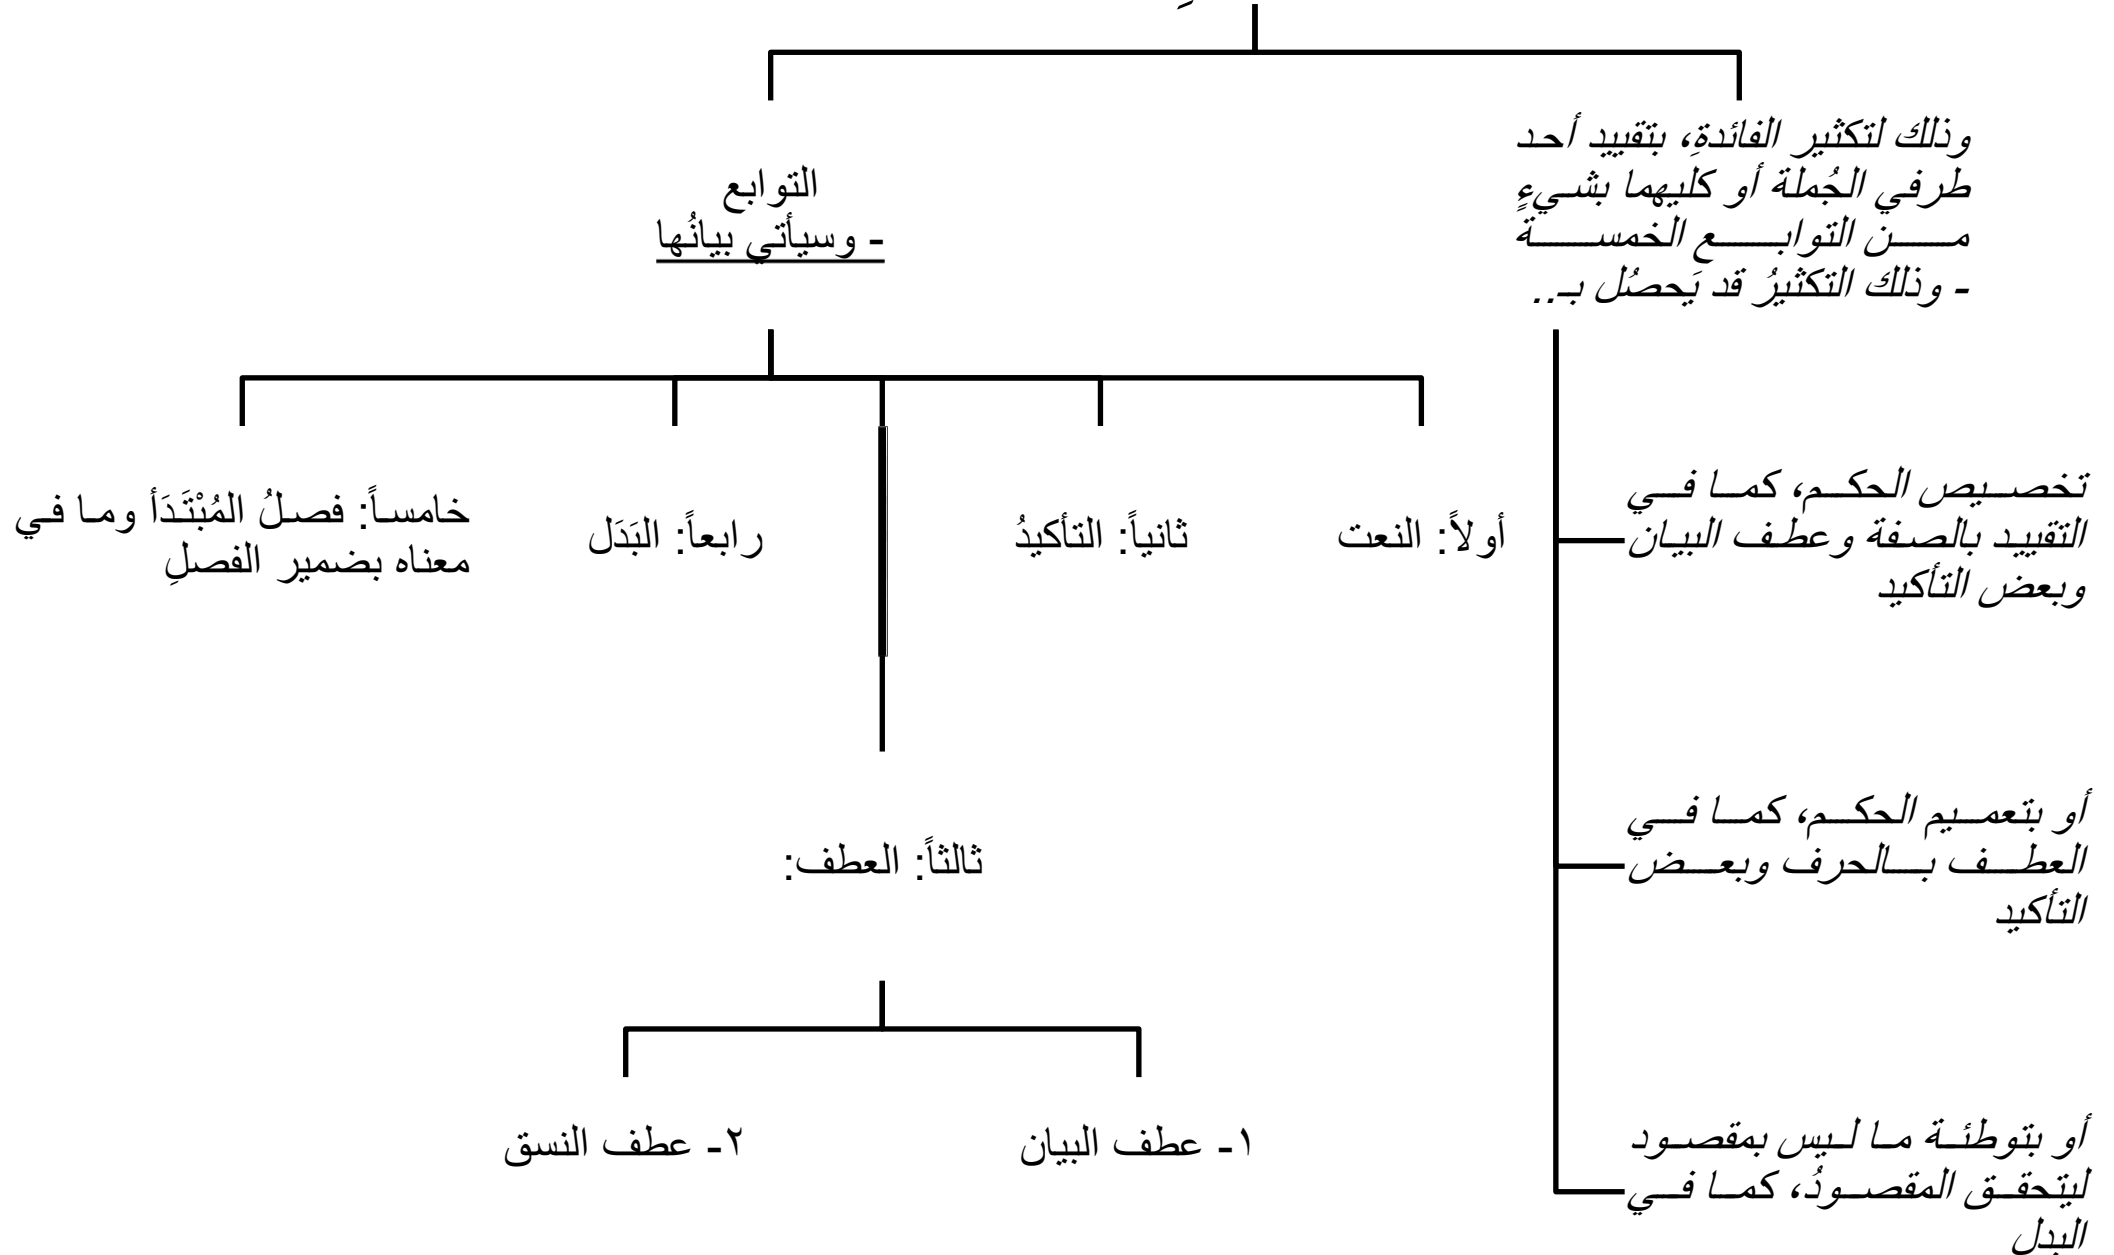 وذلك لتكثير الفائدةِ، بتقييد أحد
طرفي الجُملة أو كليهما بشيءٍ
من التوابع الخمسة
- وذلك التكثيرُ قد يَحصُل بـ..
التوابع
- وسيأتي بيانُها
تخصيص الحكم، كما في
التقييد بالصفة وعطف البيان
وبعض التأكيد
أو بتعميم الحكم، كما في
العطف بالحرف وبعض
التأكيد
أو بتوطئة ما ليس بمقصود
ليتحقق المقصودُ، كما في
البدل
أولاً: النعت
ثانياً: التأكيدُ
ثالثاً: العطف:
١- عطف البيان
٢- عطف النسق
رابعاً: البَدَل
خامساً: فصلُ المُبْتَدَأ وما في
معناه بضمير الفصلِ